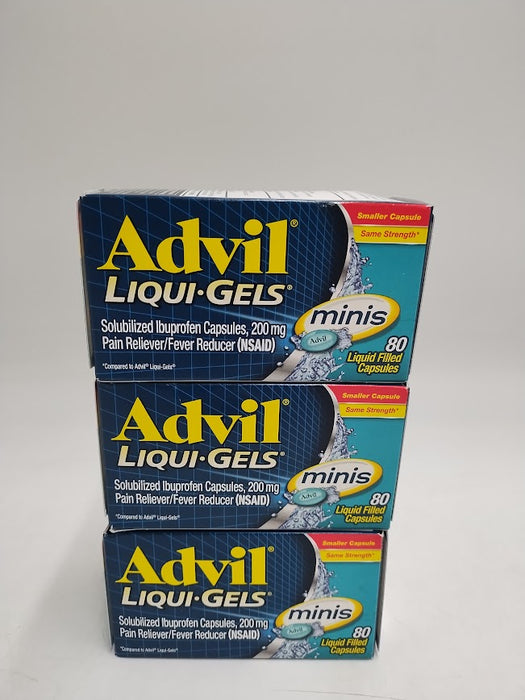 Advil®
LIQUI•GELS®
Solubilized Ibuprofen Capsules, 200 mg
Pain Reliever/Fever Reducer (NSAID)
*Compared to Advil® Liqui-Gels®
Smaller Capsule
Same Strength*
minis
Advil
80
Liquid Filled
Capsules
Advil®
LIQUI•GELS®
Solubilized Ibuprofen Capsules, 200 mg
Pain Reliever/Fever Reducer (NSAID)
*Compared to Advil® Liqui-Gels®
Smaller Capsule
Same Strength*
minis
Advil
80
Liquid Filled
Capsules
Advil®
LIQUI•GELS®
Solubilized Ibuprofen Capsules, 200 mg
Pain Reliever/Fever Reducer (NSAID)
*Compared to Advil® Liqui-Gels®
Smaller Capsule
Same Strength*
minis
Advil
80
Liquid Filled
Capsules